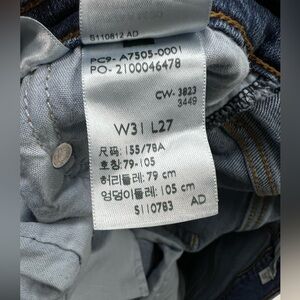 S110812 AD
PC9- A7505-0001
PO- 2100046478
CW- 3823
3449
W31 L27
尺码: 155/78A
호칭: 79-105
허리둘레: 79 cm
엉덩이둘레: 105 cm
S110783 AD